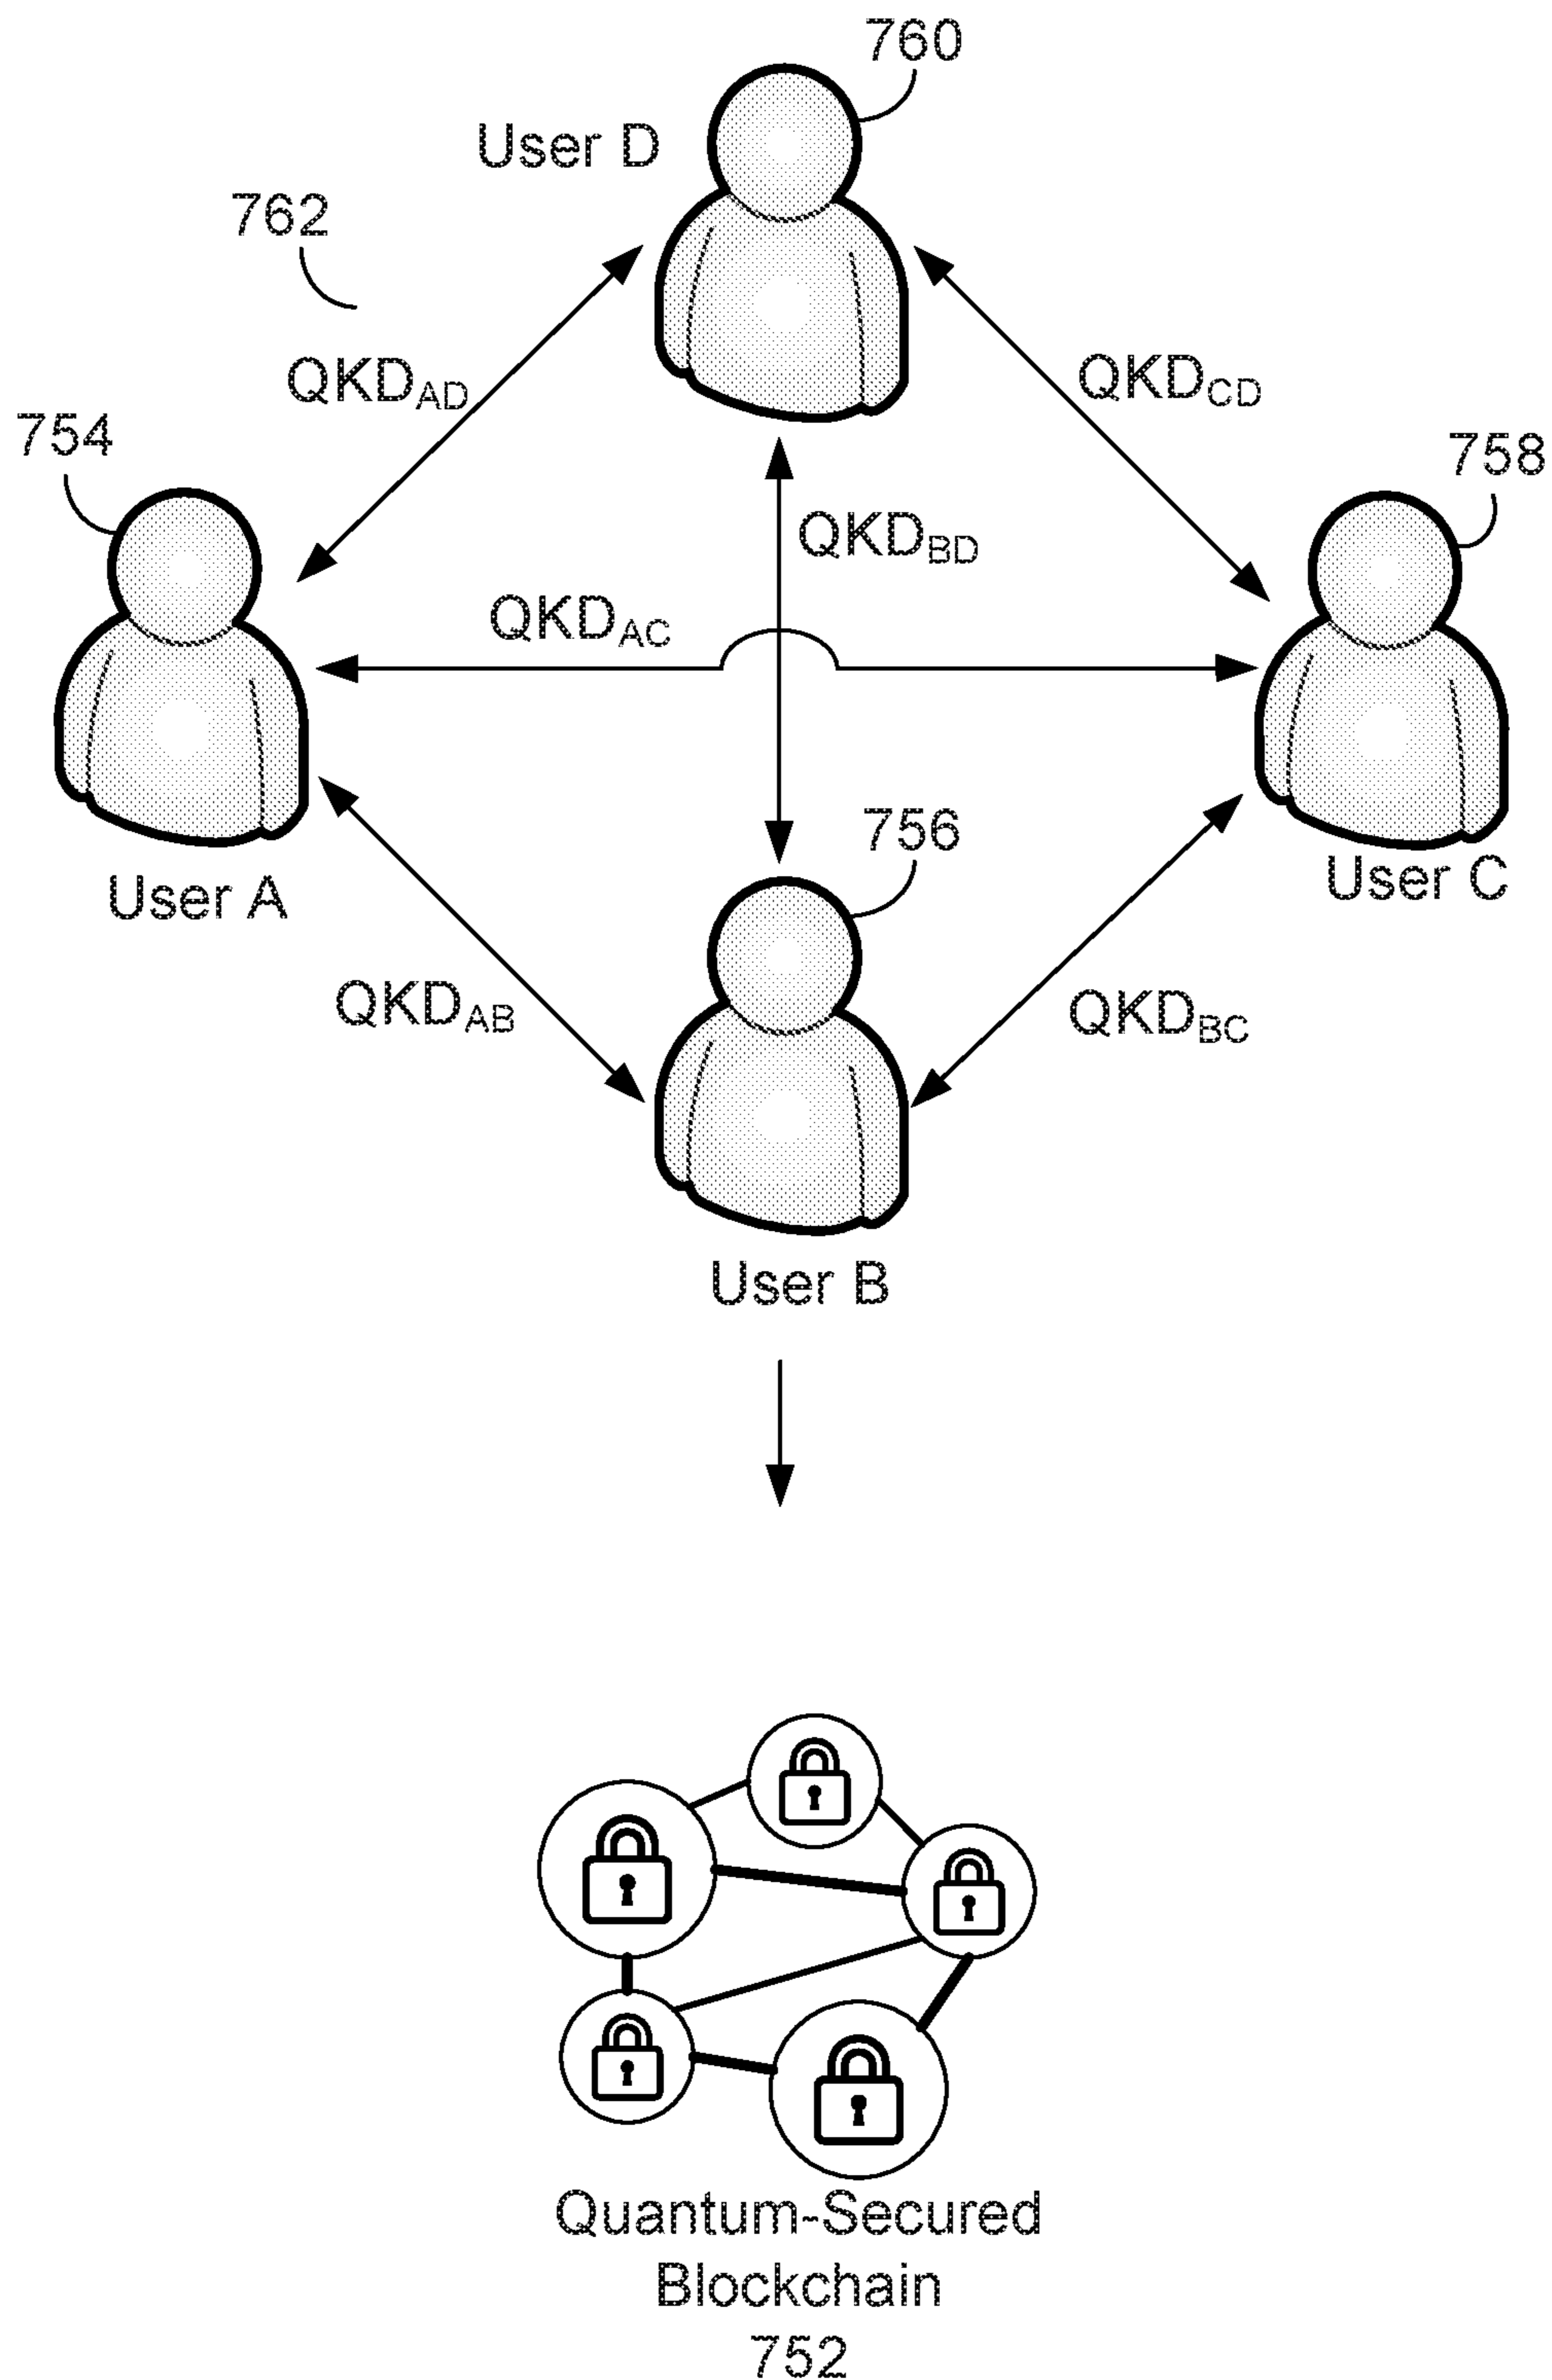 760
User D
762
QKDAD
QKDCD
754
758
QKDBD
QKDAC
756
User A
User C
QKDAB
QKDBC
User B
Quantum-Secured
Blockchain
752